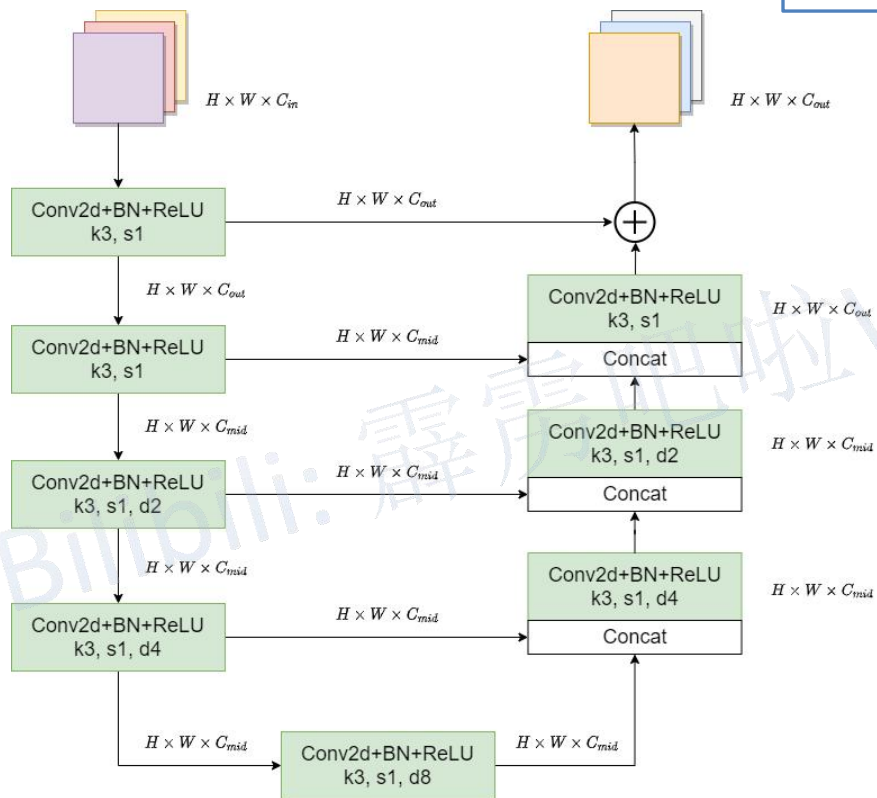 H × W × C_in
H × W × C_out
Conv2d+BN+ReLU
k3, s1
H × W × C_out
H × W × C_out
Conv2d+BN+ReLU
k3, s1
H × W × C_out
Conv2d+BN+ReLU
k3, s1
H × W × C_mid
Concat
H × W × C_mid
Conv2d+BN+ReLU
k3, s1, d2
H × W × C_mid
Concat
H × W × C_mid
Conv2d+BN+ReLU
k3, s1, d2
H × W × C_mid
Conv2d+BN+ReLU
k3, s1, d4
H × W × C_mid
Concat
H × W × C_mid
Conv2d+BN+ReLU
k3, s1, d4
H × W × C_mid
Conv2d+BN+ReLU
k3, s1, d8
H × W × C_mid
Bilibili: 霹雳吧啦W